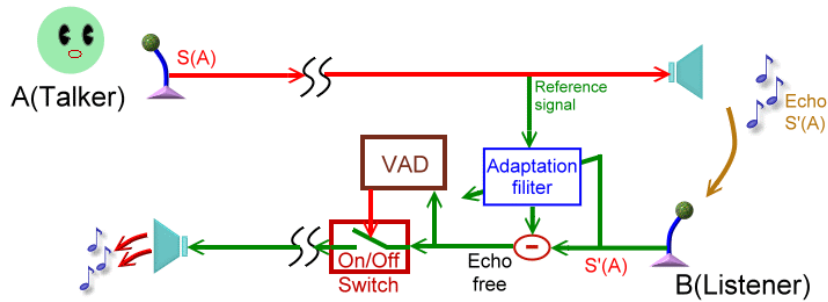 S(A)
A(Talker)
Reference
signal
Echo
S'(A)
VAD
Adaptation
filiter
-
On/Off
Switch
Echo
free
S'(A)
B(Listener)